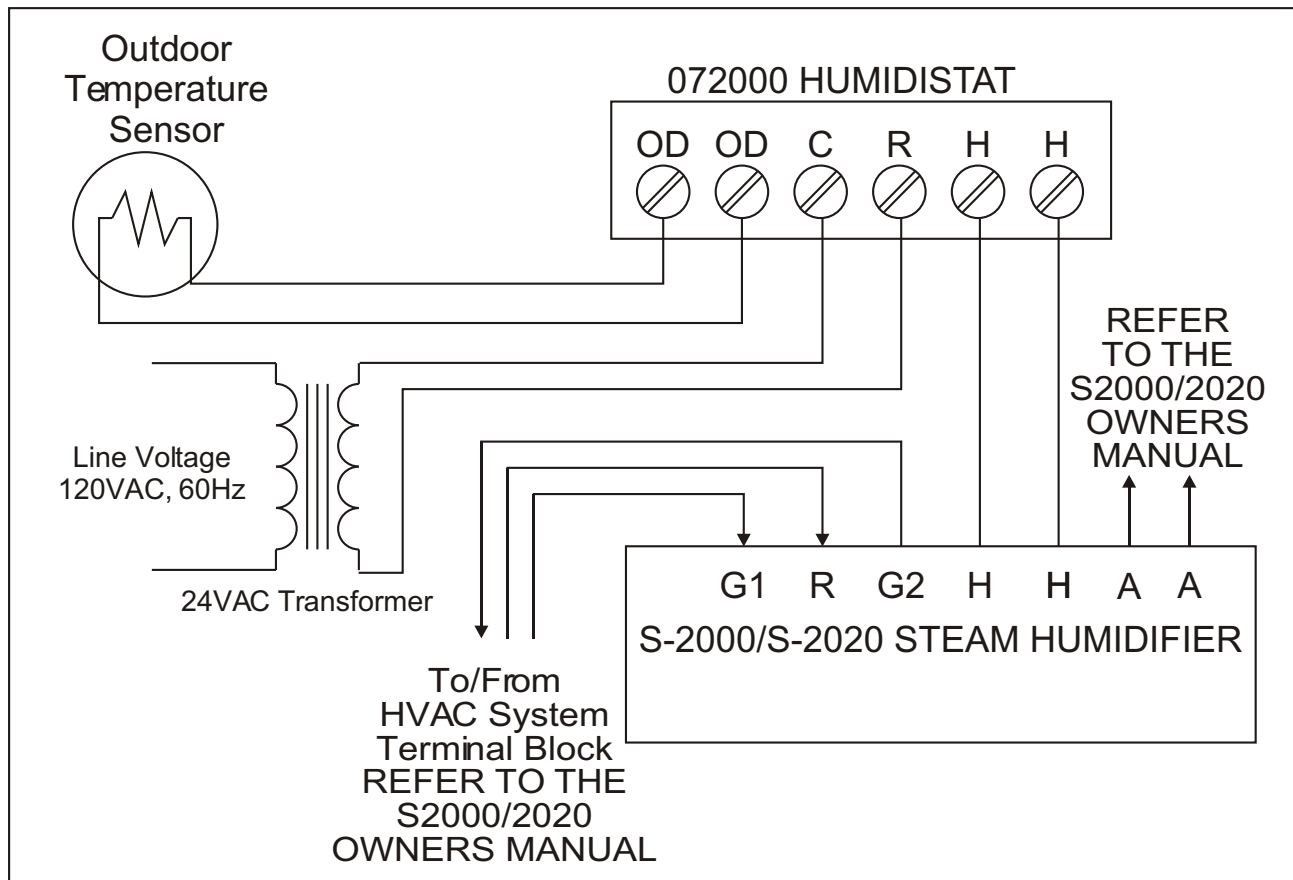 Outdoor
Temperature
Sensor
072000 HUMIDISTAT
OD OD C R H H
REFER
TO THE
S2000/2020
OWNERS
MANUAL
Line Voltage
120VAC, 60Hz
24VAC Transformer
G1 R G2 H H A A
S-2000/S-2020 STEAM HUMIDIFIER
To/From
HVAC System
Terminal Block
REFER TO THE
S2000/2020
OWNERS MANUAL